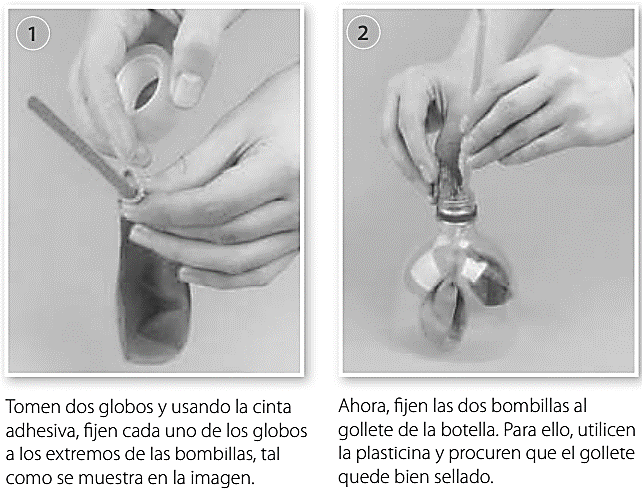 1
Tomen dos globos y usando la cinta
adhesiva, fijen cada uno de los globos
a los extremos de las bombillas, tal
como se muestra en la imagen.
2
Ahora, fijen las dos bombillas al
gollete de la botella. Para ello, utilicen
la plasticina y procuren que el gollete
quede bien sellado.